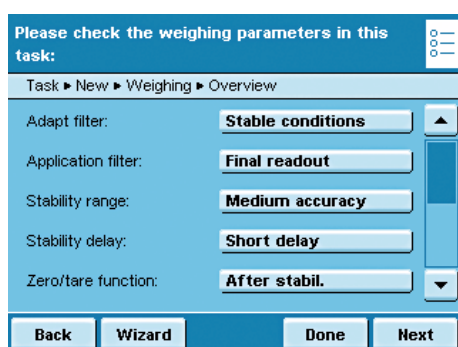 Please check the weighing parameters in this
task:
Task ▸ New ▸ Weighing ▸ Overview
Adapt filter: Stable conditions
Application filter: Final readout
Stability range: Medium accuracy
Stability delay: Short delay
Zero/tare function: After stabil.
Back Wizard Done Next